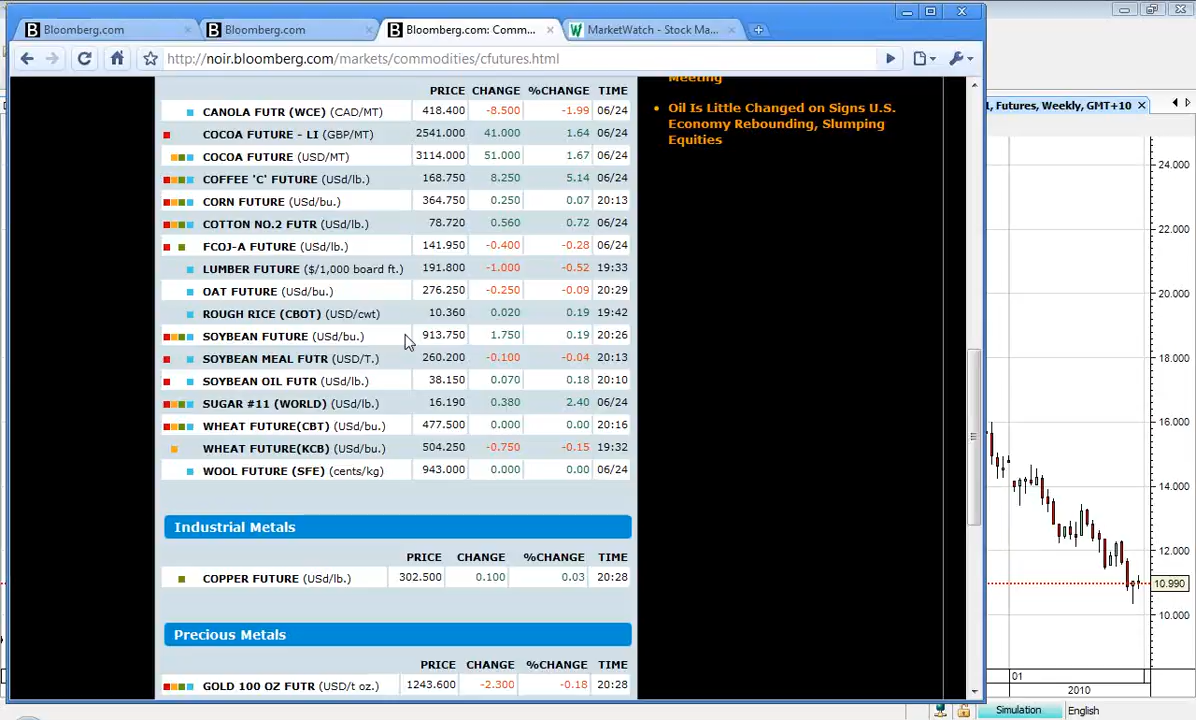 Bloomberg.com
Bloomberg.com
Bloomberg.com: Comm...
MarketWatch - Stock Ma...
http://noir.bloomberg.com/markets/commodities/cfutures.html
I, Futures, Weekly, GMT+10
Meeting
Oil Is Little Changed on Signs U.S.
Economy Rebounding, Slumping
Equities
PRICE CHANGE %CHANGE TIME
CANOLA FUTR (WCE) (CAD/MT) 418.400 -8.500 -1.99 06/24
COCOA FUTURE - LI (GBP/MT) 2541.000 41.000 1.64 06/24
COCOA FUTURE (USD/MT) 3114.000 51.000 1.67 06/24
COFFEE 'C' FUTURE (USd/lb.) 168.750 8.250 5.14 06/24
CORN FUTURE (USd/bu.) 364.750 0.250 0.07 20:13
COTTON NO.2 FUTR (USd/lb.) 78.720 0.560 0.72 06/24
FCOJ-A FUTURE (USd/lb.) 141.950 -0.400 -0.28 06/24
LUMBER FUTURE ($/1,000 board ft.) 191.800 -1.000 -0.52 19:33
OAT FUTURE (USd/bu.) 276.250 -0.250 -0.09 20:29
ROUGH RICE (CBOT) (USD/cwt) 10.360 0.020 0.19 19:42
SOYBEAN FUTURE (USd/bu.) 913.750 1.750 0.19 20:26
SOYBEAN MEAL FUTR (USD/T.) 260.200 -0.100 -0.04 20:13
SOYBEAN OIL FUTR (USd/lb.) 38.150 0.070 0.18 20:10
SUGAR #11 (WORLD) (USd/lb.) 16.190 0.380 2.40 06/24
WHEAT FUTURE(CBT) (USd/bu.) 477.500 0.000 0.00 20:16
WHEAT FUTURE(KCB) (USd/bu.) 504.250 -0.750 -0.15 19:32
WOOL FUTURE (SFE) (cents/kg) 943.000 0.000 0.00 06/24
Industrial Metals
PRICE CHANGE %CHANGE TIME
COPPER FUTURE (USd/lb.) 302.500 0.100 0.03 20:28
Precious Metals
PRICE CHANGE %CHANGE TIME
GOLD 100 OZ FUTR (USD/t oz.) 1243.600 -2.300 -0.18 20:28
24.000
22.000
20.000
18.000
16.000
14.000
12.000
10.990
10.000
01
2010
Simulation English